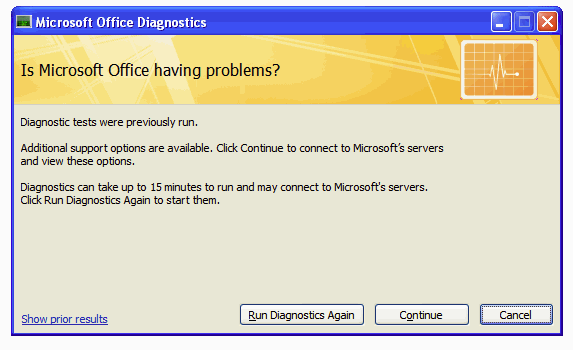 Microsoft Office Diagnostics
Is Microsoft Office having problems?
Diagnostic tests were previously run.
Additional support options are available. Click Continue to connect to Microsoft's servers
and view these options.
Diagnostics can take up to 15 minutes to run and may connect to Microsoft's servers.
Click Run Diagnostics Again to start them.
Show prior results
Run Diagnostics Again
Continue
Cancel